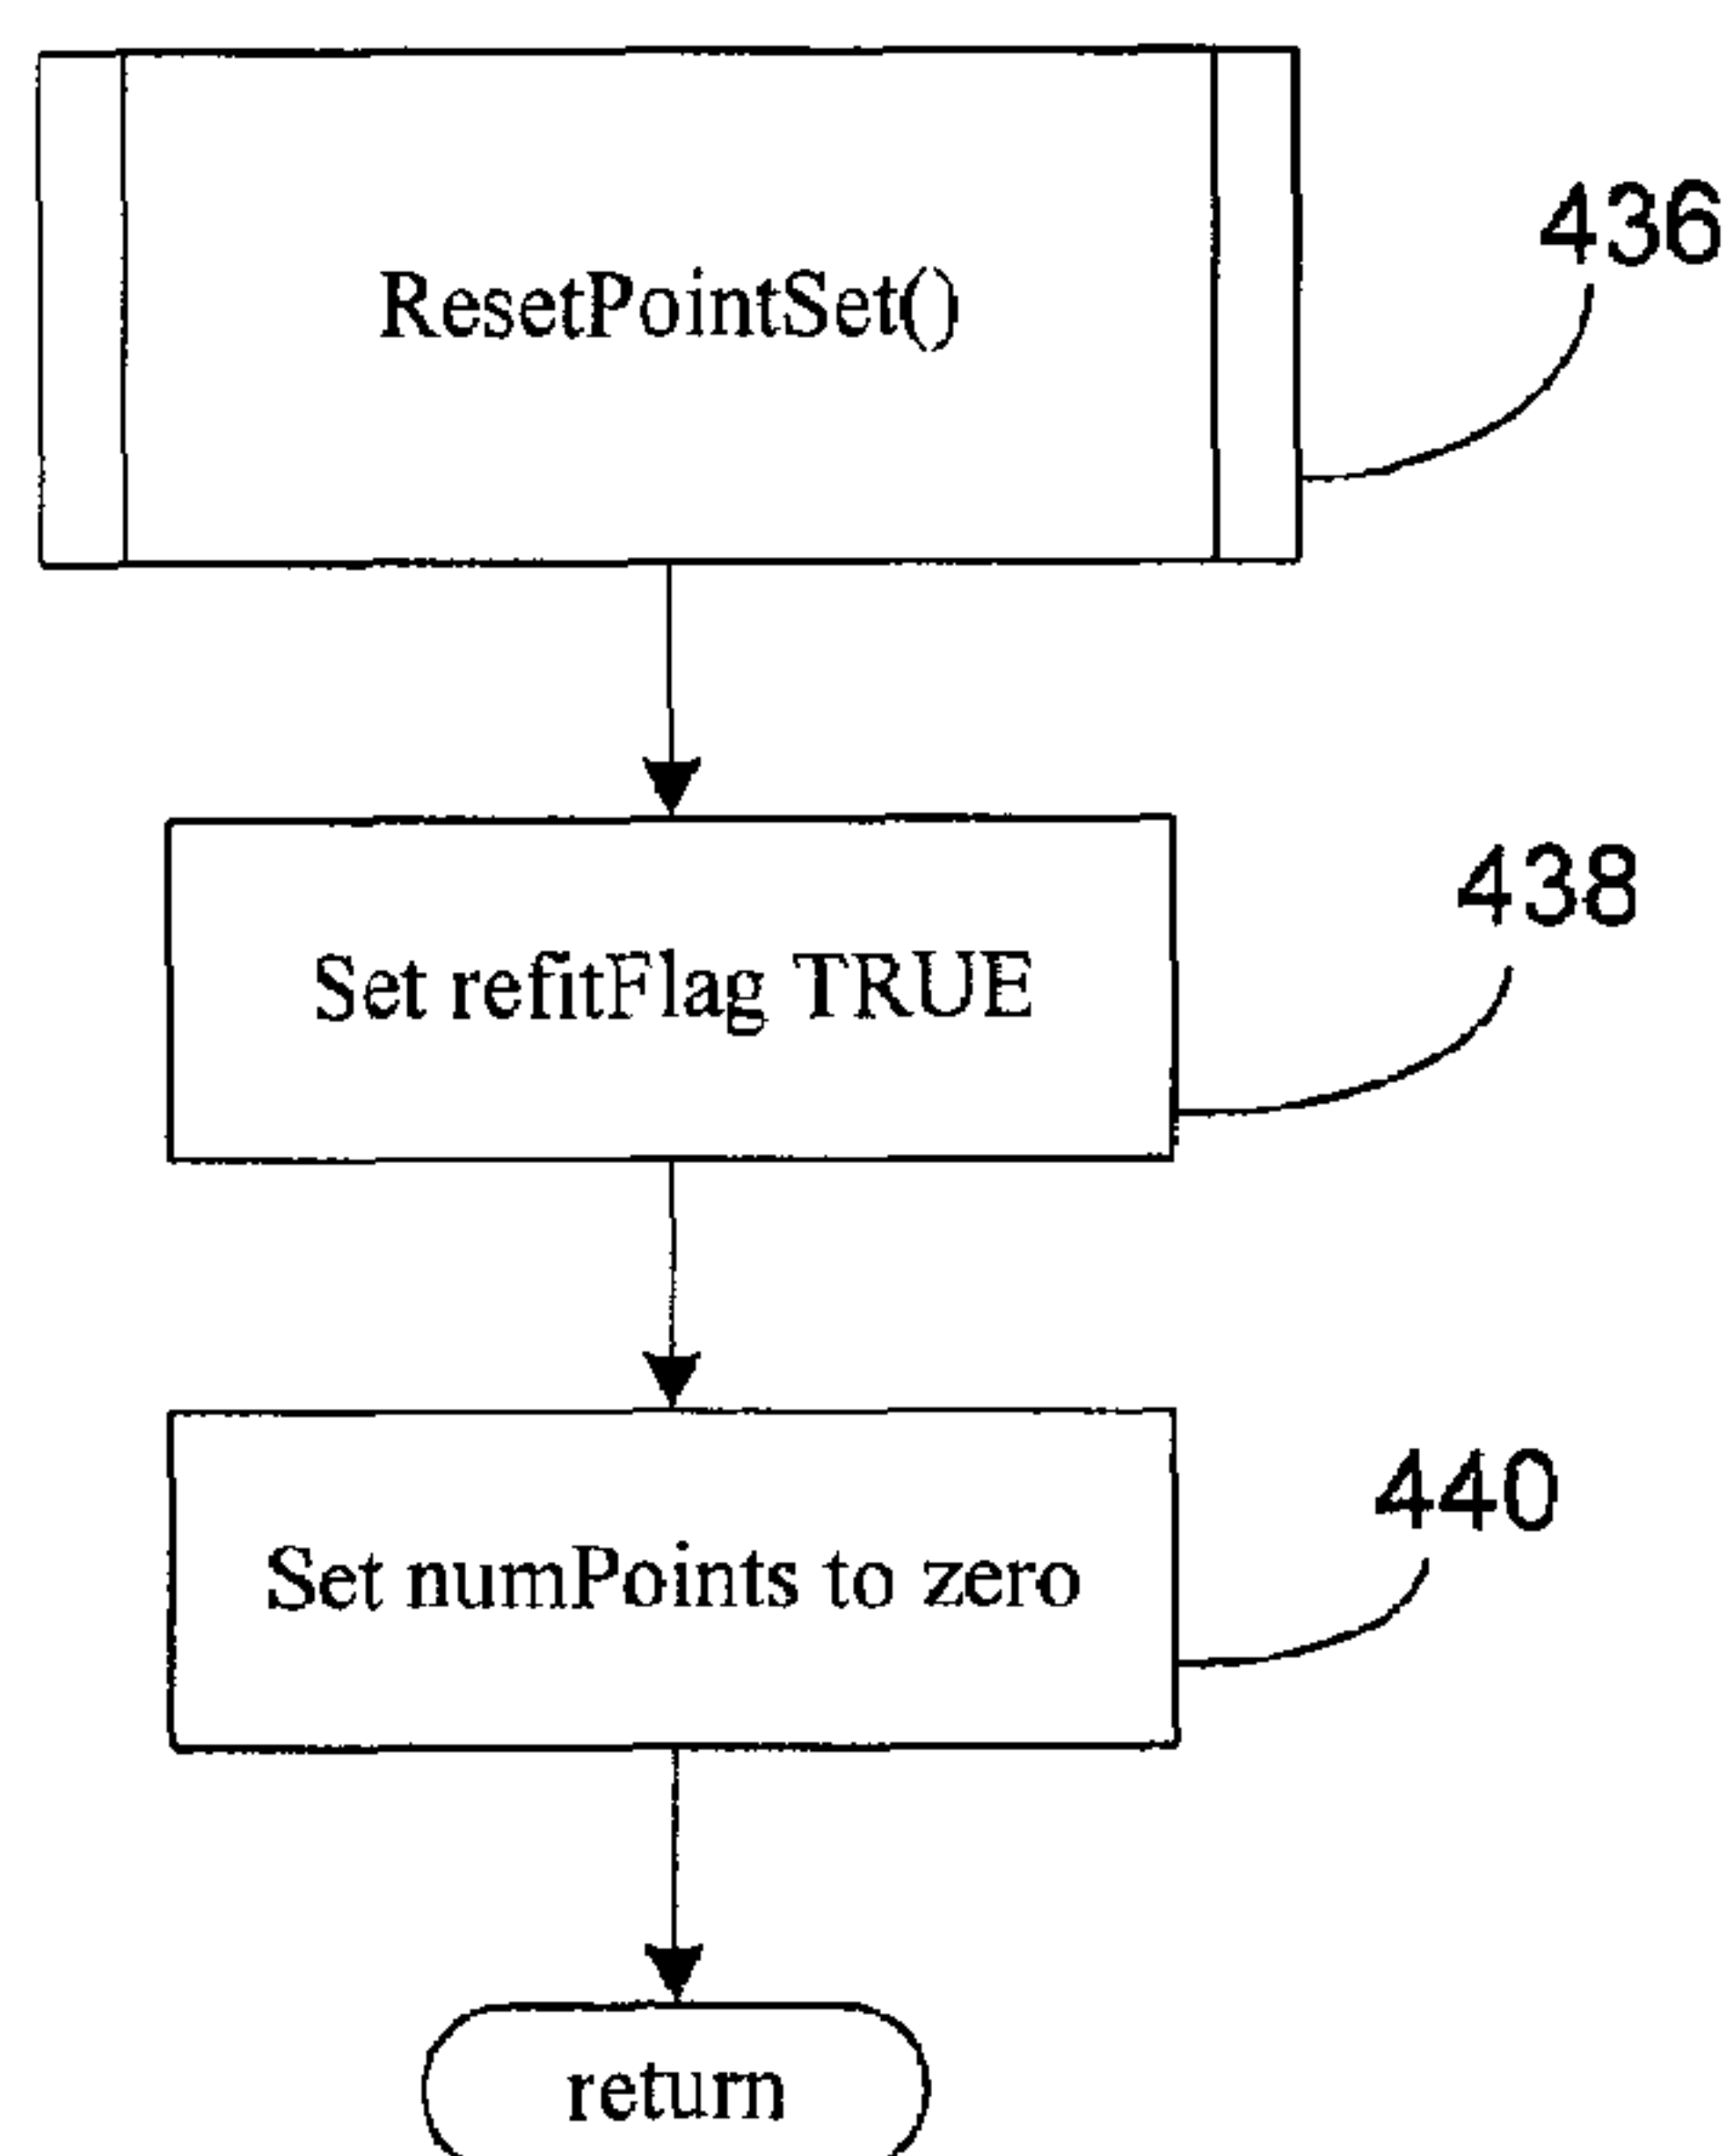 ResetPointSet()
436
Set refitFlag TRUE
438
Set numPoints to zero
440
return